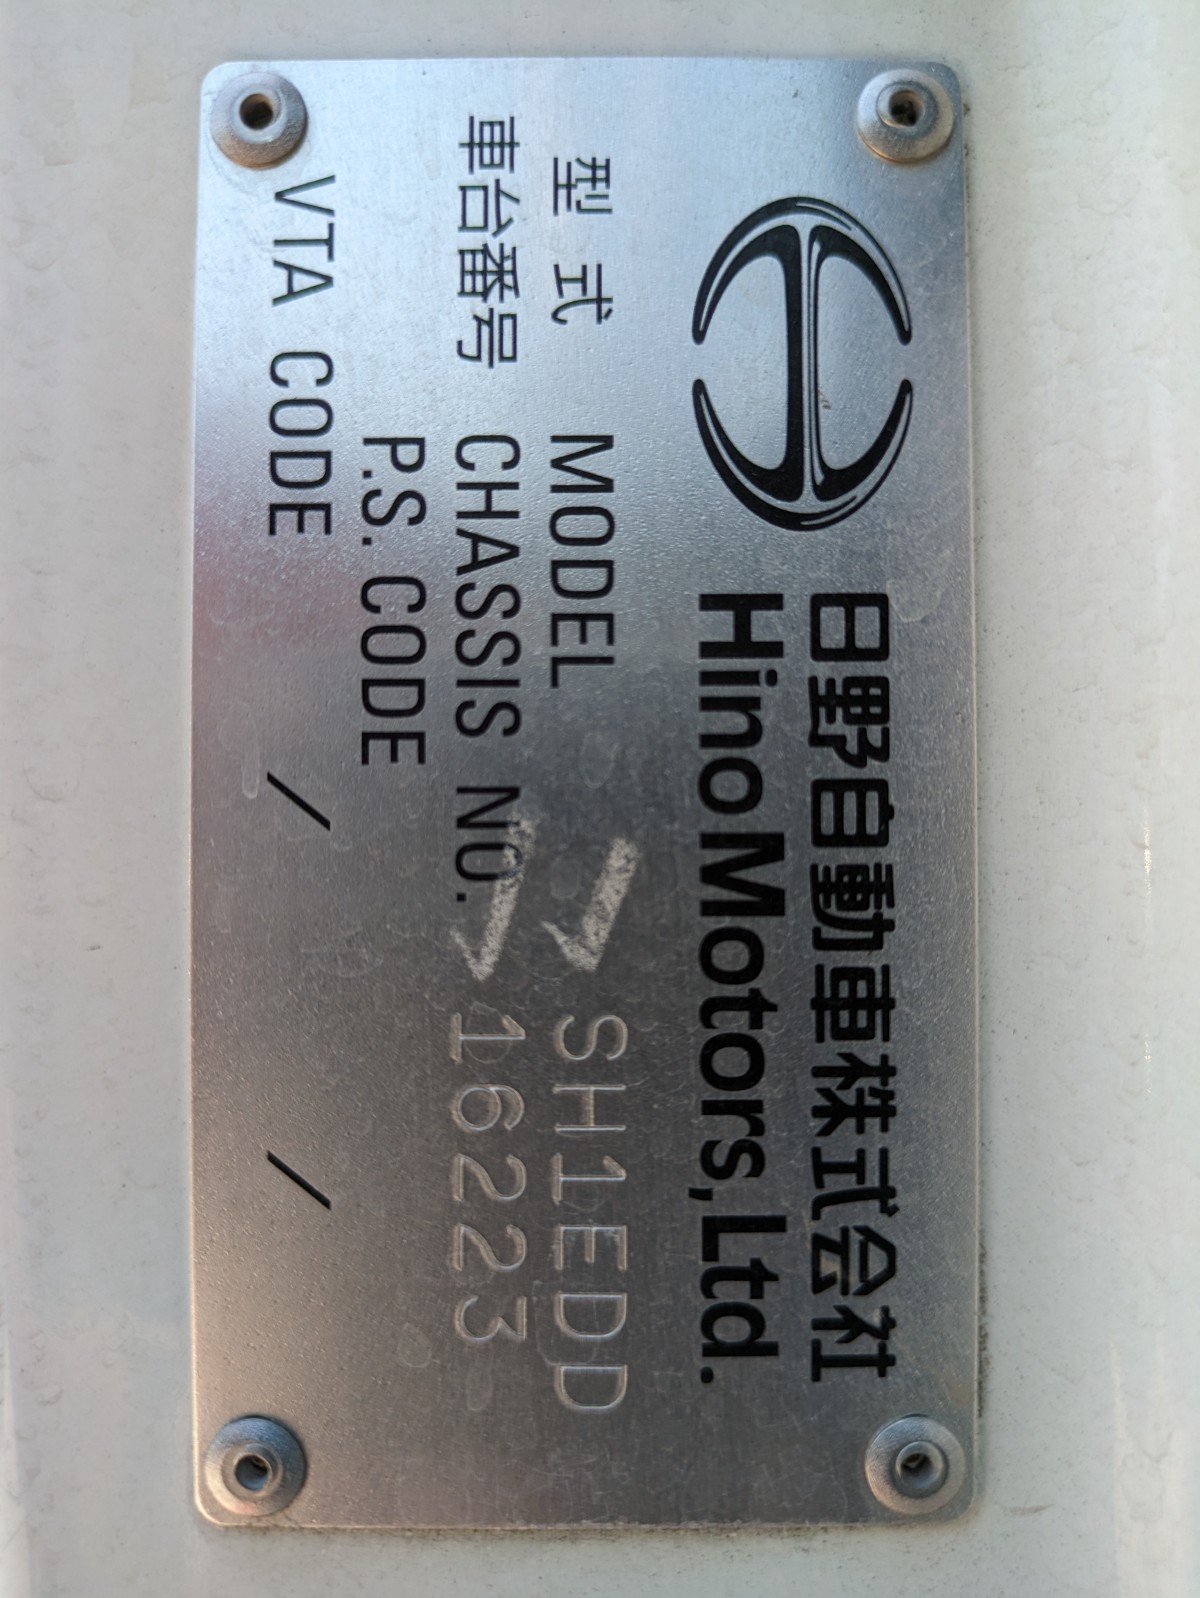 日野自動車株式会社
Hino Motors, Ltd.
型式 MODEL SH1EDD
車台番号 CHASSIS NO. 16223
P.S. CODE
VTA CODE / /